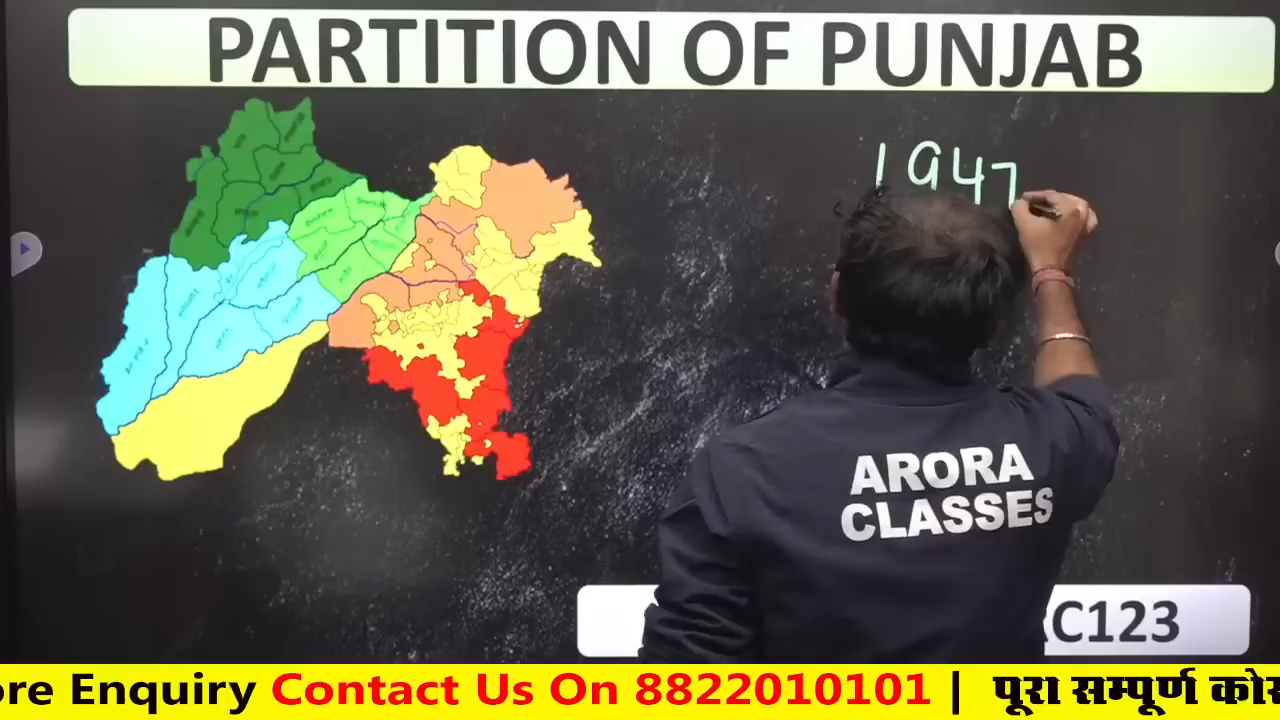 PARTITION OF PUNJAB
1947
ARORA
CLASSES
C123
ore Enquiry Contact Us On 8822010101 | पूरा सम्पूर्ण कोर